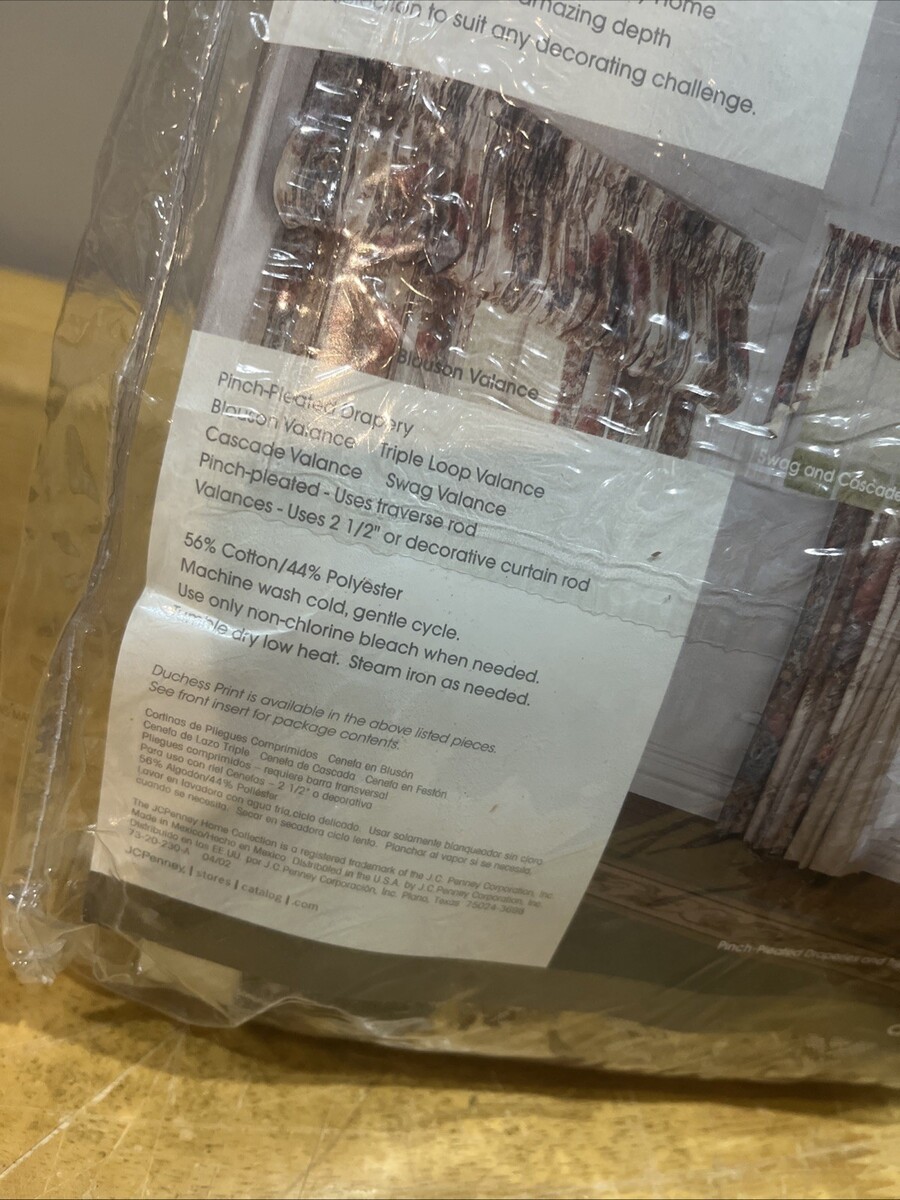 home
amazing depth
to suit any decorating challenge.
Blouson Valance
Swag and Cascade
Pinch-Pleated Drapery
Blouson Valance Triple Loop Valance
Cascade Valance Swag Valance
Pinch-pleated - Uses traverse rod
Valances - Uses 2 1/2" or decorative curtain rod
56% Cotton/44% Polyester
Machine wash cold, gentle cycle.
Use only non-chlorine bleach when needed.
Tumble dry low heat. Steam iron as needed.
Duchess Print is available in the above listed pieces.
See front insert for package contents.
Cortinas de Pliegues Comprimidos Cenefa en Blusón
Cenefa de Lazo Triple Cenefa de Cascada Cenefa en Festón
Pliegues comprimidos - requiere barra transversal
Para uso con riel Cenefas - 2 1/2" o decorativa
56% Algodón/44% Poliéster
Lavar en lavadora con agua fría, ciclo delicado. Usar solamente blanqueador sin cloro
cuando se necesita. Secar en secadora ciclo lento. Planchar al vapor si se necesita.
The JCPenney Home Collection is a registered trademark of the J.C. Penney Corporation, Inc.
Made in Mexico/Hecho en Mexico Distributed in the U.S.A. by J.C. Penney Corporation, Inc.
Distribuido en los EE.UU. por J.C. Penney Corporación, Inc. Plano, Texas 75024-3698
73-20-230-A 04/02
JCPenney, | stores | catalog | .com
Pinch-Pleated Draperies and